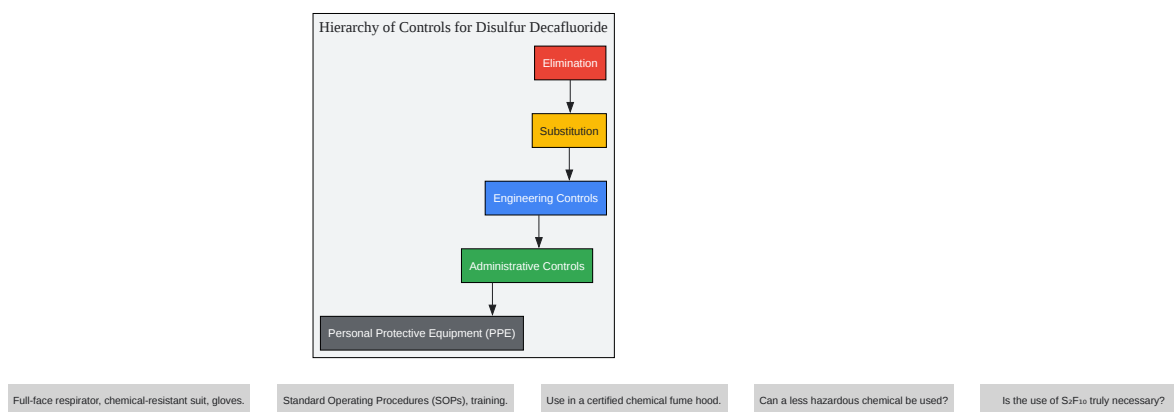 Hierarchy of Controls for Disulfur Decafluoride
Elimination
Substitution
Engineering Controls
Administrative Controls
Personal Protective Equipment (PPE)
Full-face respirator, chemical-resistant suit, gloves.
Standard Operating Procedures (SOPs), training.
Use in a certified chemical fume hood.
Can a less hazardous chemical be used?
Is the use of S₂F₁₀ truly necessary?